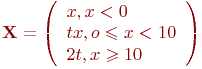 X = ( x, x < 0
tx, o ⩽ x < 10
2t, x ⩾ 10 )